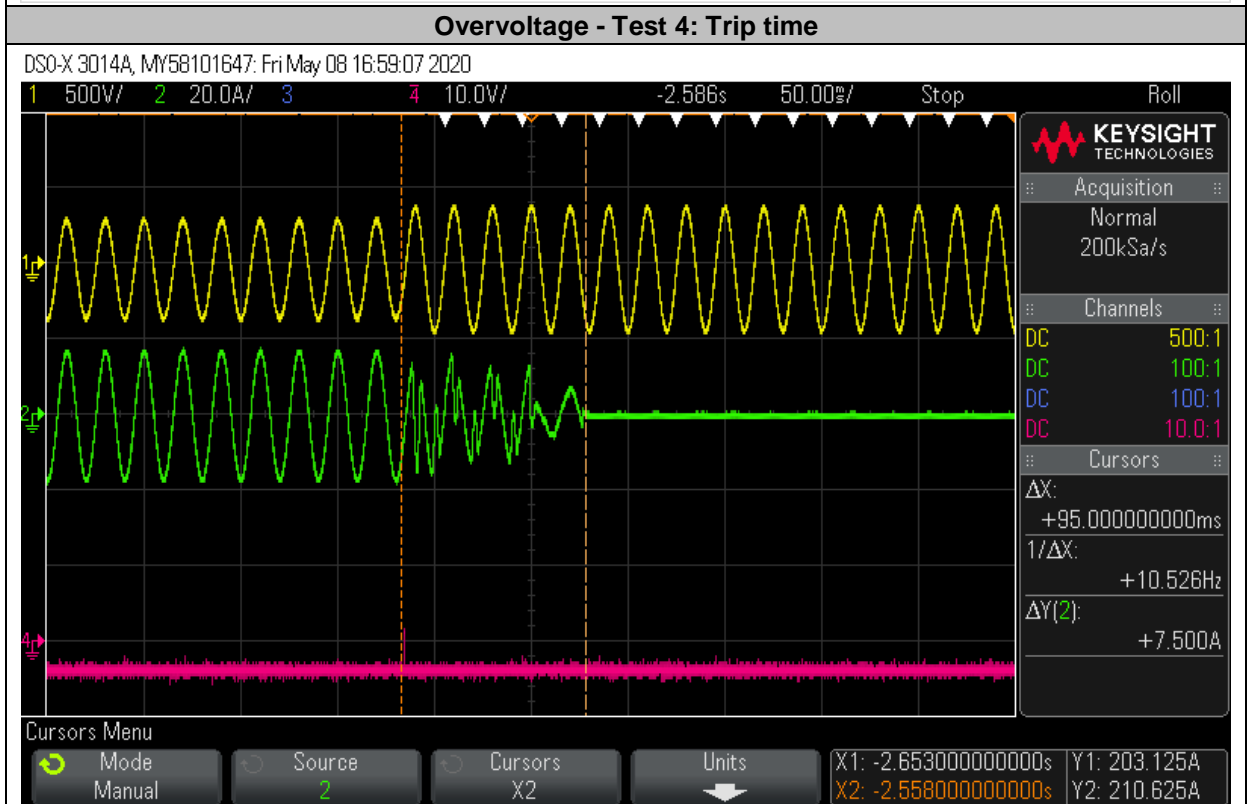 Overvoltage - Test 4: Trip time
DSO-X 3014A, MY58101647: Fri May 08 16:59:07 2020
1 500V/ 2 20.0A/ 3 4 10.0V/ -2.586s 50.00ms/ Stop Roll
KEYSIGHT
TECHNOLOGIES
Acquisition
Normal
200kSa/s
Channels
DC 500:1
DC 100:1
DC 100:1
DC 10.0:1
Cursors
ΔX:
+95.000000000ms
1/ΔX:
+10.526Hz
ΔY(2):
+7.500A
1
2
4
Cursors Menu
Mode
Manual
Source
2
Cursors
X2
Units
X1: -2.653000000000s Y1: 203.125A
X2: -2.558000000000s Y2: 210.625A